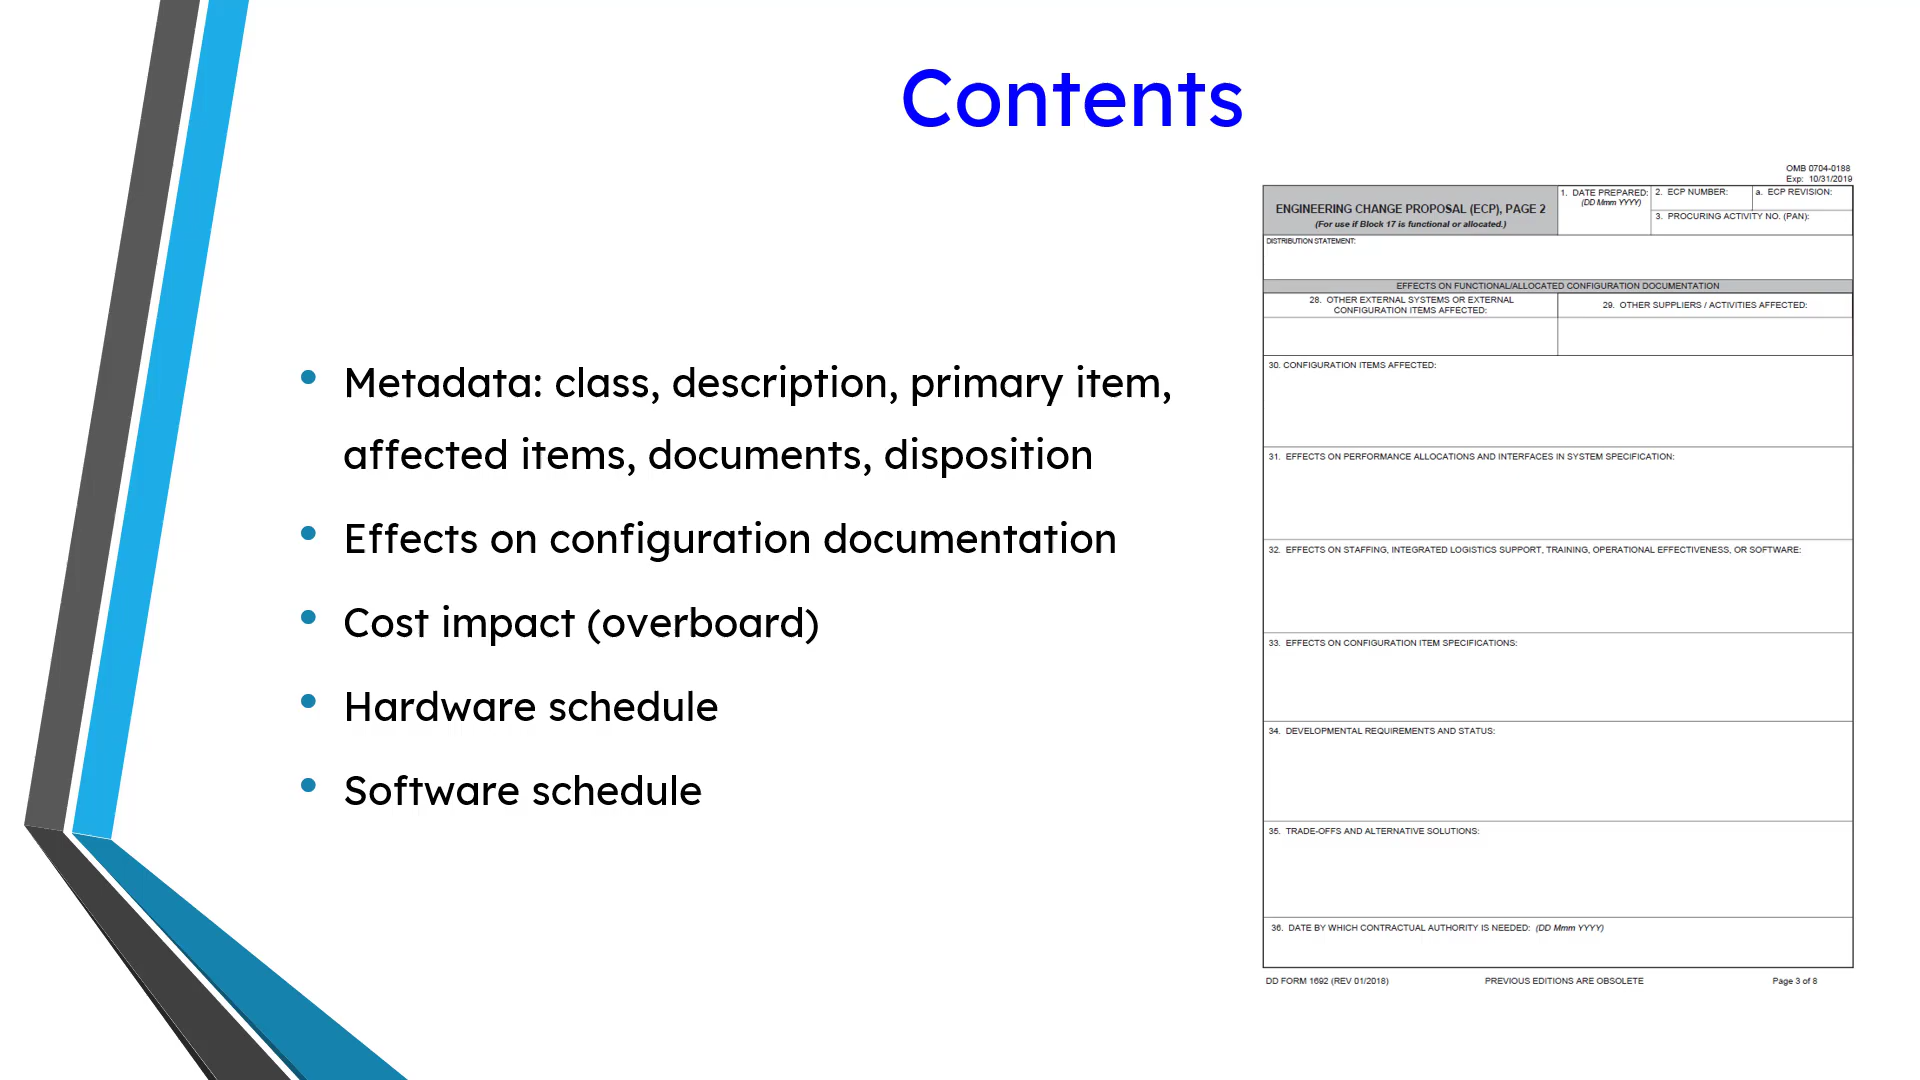 Contents
• Metadata: class, description, primary item,
affected items, documents, disposition
• Effects on configuration documentation
• Cost impact (overboard)
• Hardware schedule
• Software schedule
OMB 0704-0188
Exp: 10/31/2019
ENGINEERING CHANGE PROPOSAL (ECP), PAGE 2
(For use if Block 17 is functional or allocated.)
1. DATE PREPARED:
(DD Mmm YYYY)
2. ECP NUMBER:
a. ECP REVISION:
3. PROCURING ACTIVITY NO. (PAN):
DISTRIBUTION STATEMENT:
EFFECTS ON FUNCTIONAL/ALLOCATED CONFIGURATION DOCUMENTATION
28. OTHER EXTERNAL SYSTEMS OR EXTERNAL
CONFIGURATION ITEMS AFFECTED:
29. OTHER SUPPLIERS / ACTIVITIES AFFECTED:
30. CONFIGURATION ITEMS AFFECTED:
31. EFFECTS ON PERFORMANCE ALLOCATIONS AND INTERFACES IN SYSTEM SPECIFICATION:
32. EFFECTS ON STAFFING, INTEGRATED LOGISTICS SUPPORT, TRAINING, OPERATIONAL EFFECTIVENESS, OR SOFTWARE:
33. EFFECTS ON CONFIGURATION ITEM SPECIFICATIONS:
34. DEVELOPMENTAL REQUIREMENTS AND STATUS:
35. TRADE-OFFS AND ALTERNATIVE SOLUTIONS:
36. DATE BY WHICH CONTRACTUAL AUTHORITY IS NEEDED: (DD Mmm YYYY)
DD FORM 1692 (REV 01/2018) PREVIOUS EDITIONS ARE OBSOLETE Page 3 of 8